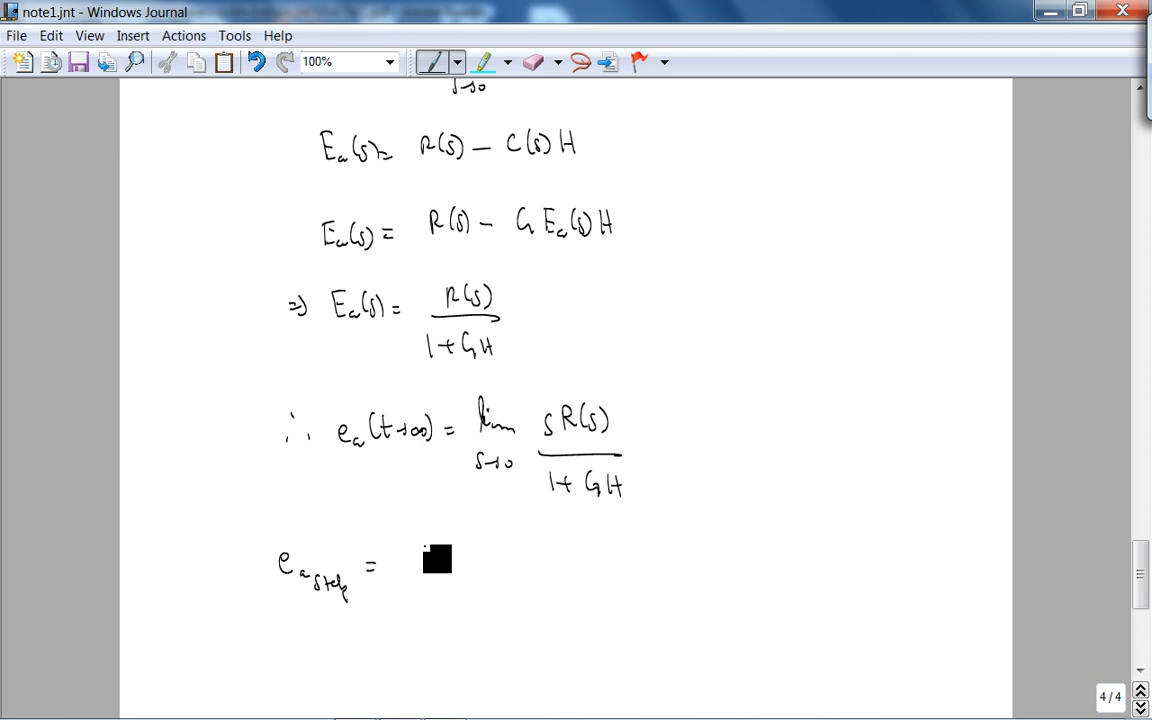 note1.jnt - Windows Journal
File Edit View Insert Actions Tools Help
100%
s→0
Ea(s) = R(s) – C(s) H
Ea(s) = R(s) – G Ea(s) H
⇒ Ea(s) = R(s) / 1 + GH
∴ ea(t→∞) = lim s→0 sR(s) / 1 + GH
ea step =
4 / 4